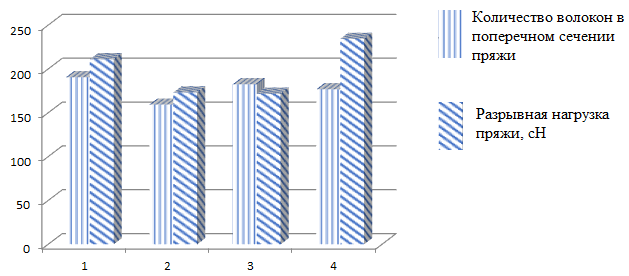 250
200
150
100
50
0
1 2 3 4
Количество волокон в
поперечном сечении
пряжи
Разрывная нагрузка
пряжи, сН